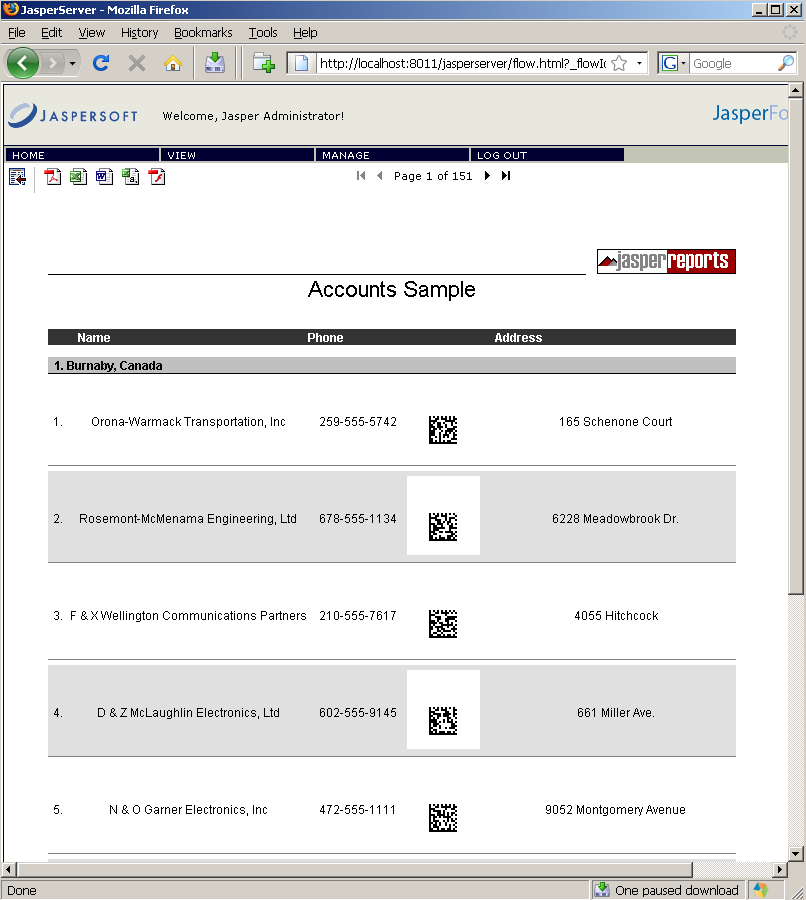 JasperServer - Mozilla Firefox
File Edit View History Bookmarks Tools Help
http://localhost:8011/jasperserver/flow.html?_flowI
G Google
JASPERSOFT Welcome, Jasper Administrator! JasperFo
HOME VIEW MANAGE LOG OUT
Page 1 of 151
jasperreports
Accounts Sample
Name Phone Address
1. Burnaby, Canada
1. Orona-Warmack Transportation, Inc 259-555-5742 165 Schenone Court
2. Rosemont-McMenama Engineering, Ltd 678-555-1134 6228 Meadowbrook Dr.
3. F & X Wellington Communications Partners 210-555-7617 4055 Hitchcock
4. D & Z McLaughlin Electronics, Ltd 602-555-9145 661 Miller Ave.
5. N & O Garner Electronics, Inc 472-555-1111 9052 Montgomery Avenue
Done One paused download